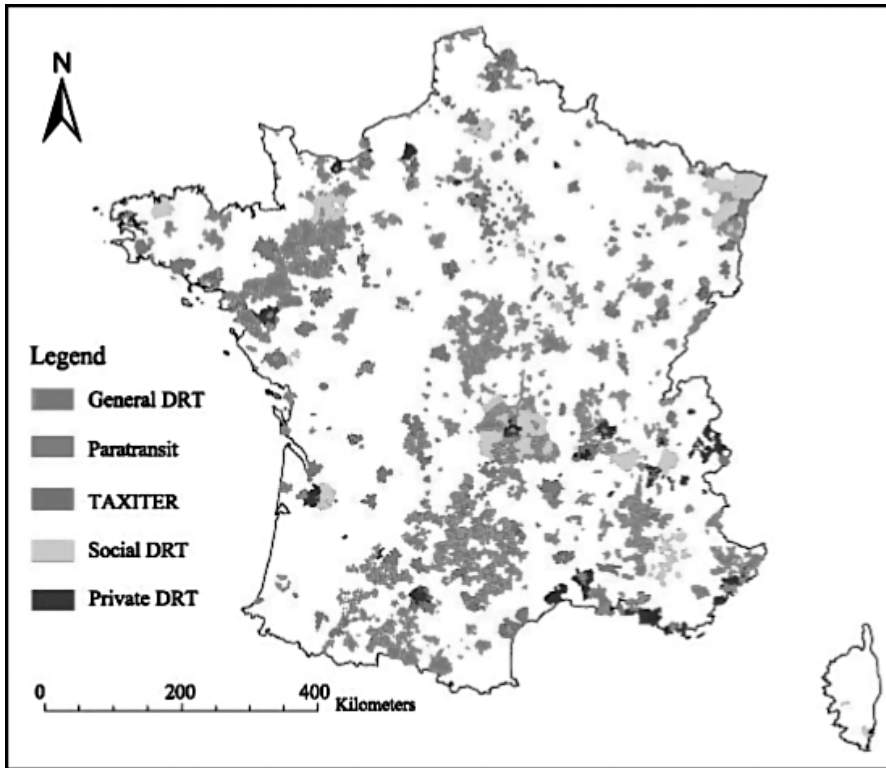 N
Legend
General DRT
Paratransit
TAXITER
Social DRT
Private DRT
0 200 400 Kilometers